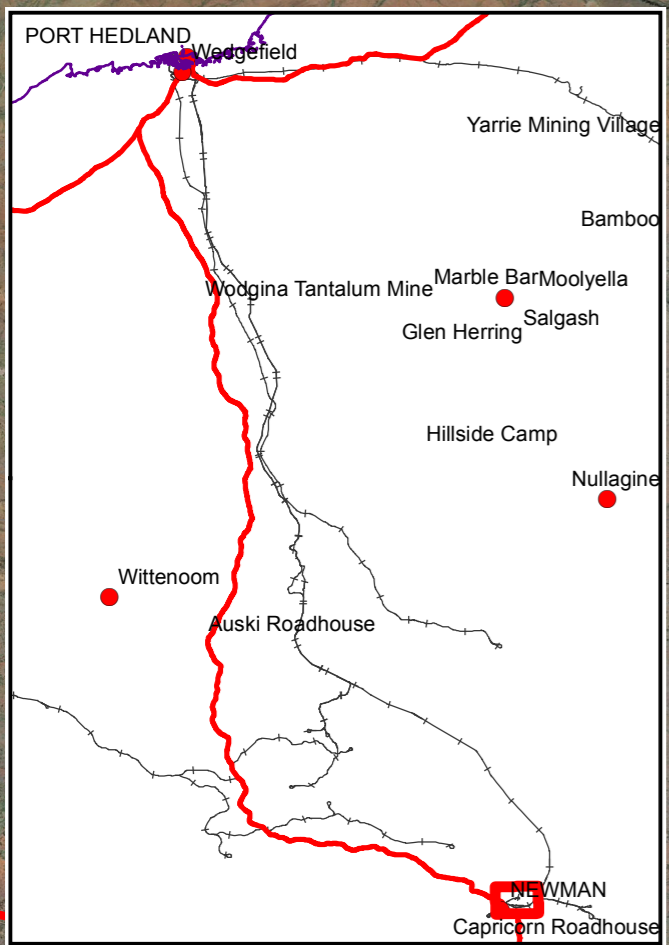 PORT HEDLAND
Wedgefield
Yarrie Mining Village
Bamboo
Marble Bar
Moolyella
Wodgina Tantalum Mine
Salgash
Glen Herring
Hillside Camp
Nullagine
Wittenoom
Auski Roadhouse
NEWMAN
Capricorn Roadhouse